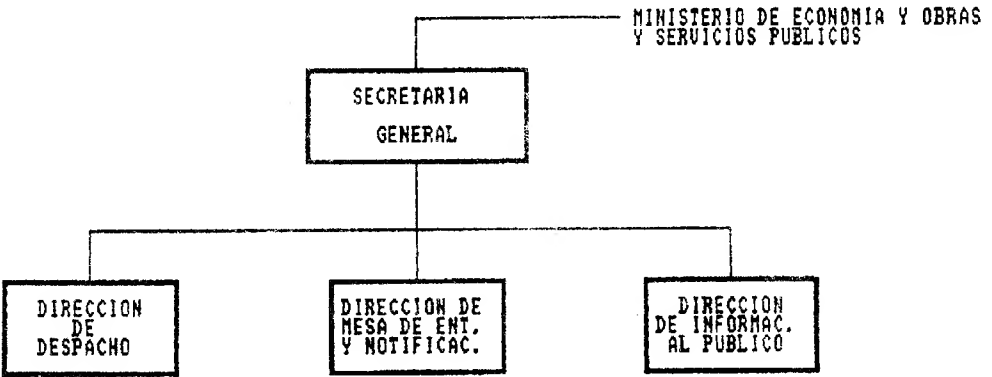 MINISTERIO DE ECONOMIA Y OBRAS
Y SERVICIOS PUBLICOS
SECRETARIA
GENERAL
DIRECCION
DE
DESPACHO
DIRECCION DE
MESA DE ENT.
Y NOTIFICAC.
DIRECCION
DE INFORMAC.
AL PUBLICO